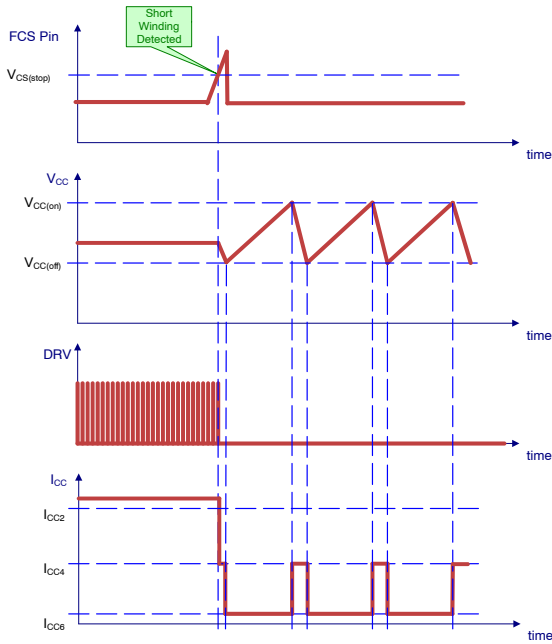 Short
Winding
Detected
FCS Pin
VCS(stop)
time
VCC
VCC(on)
VCC(off)
time
DRV
time
ICC
ICC2
ICC4
ICC6
time